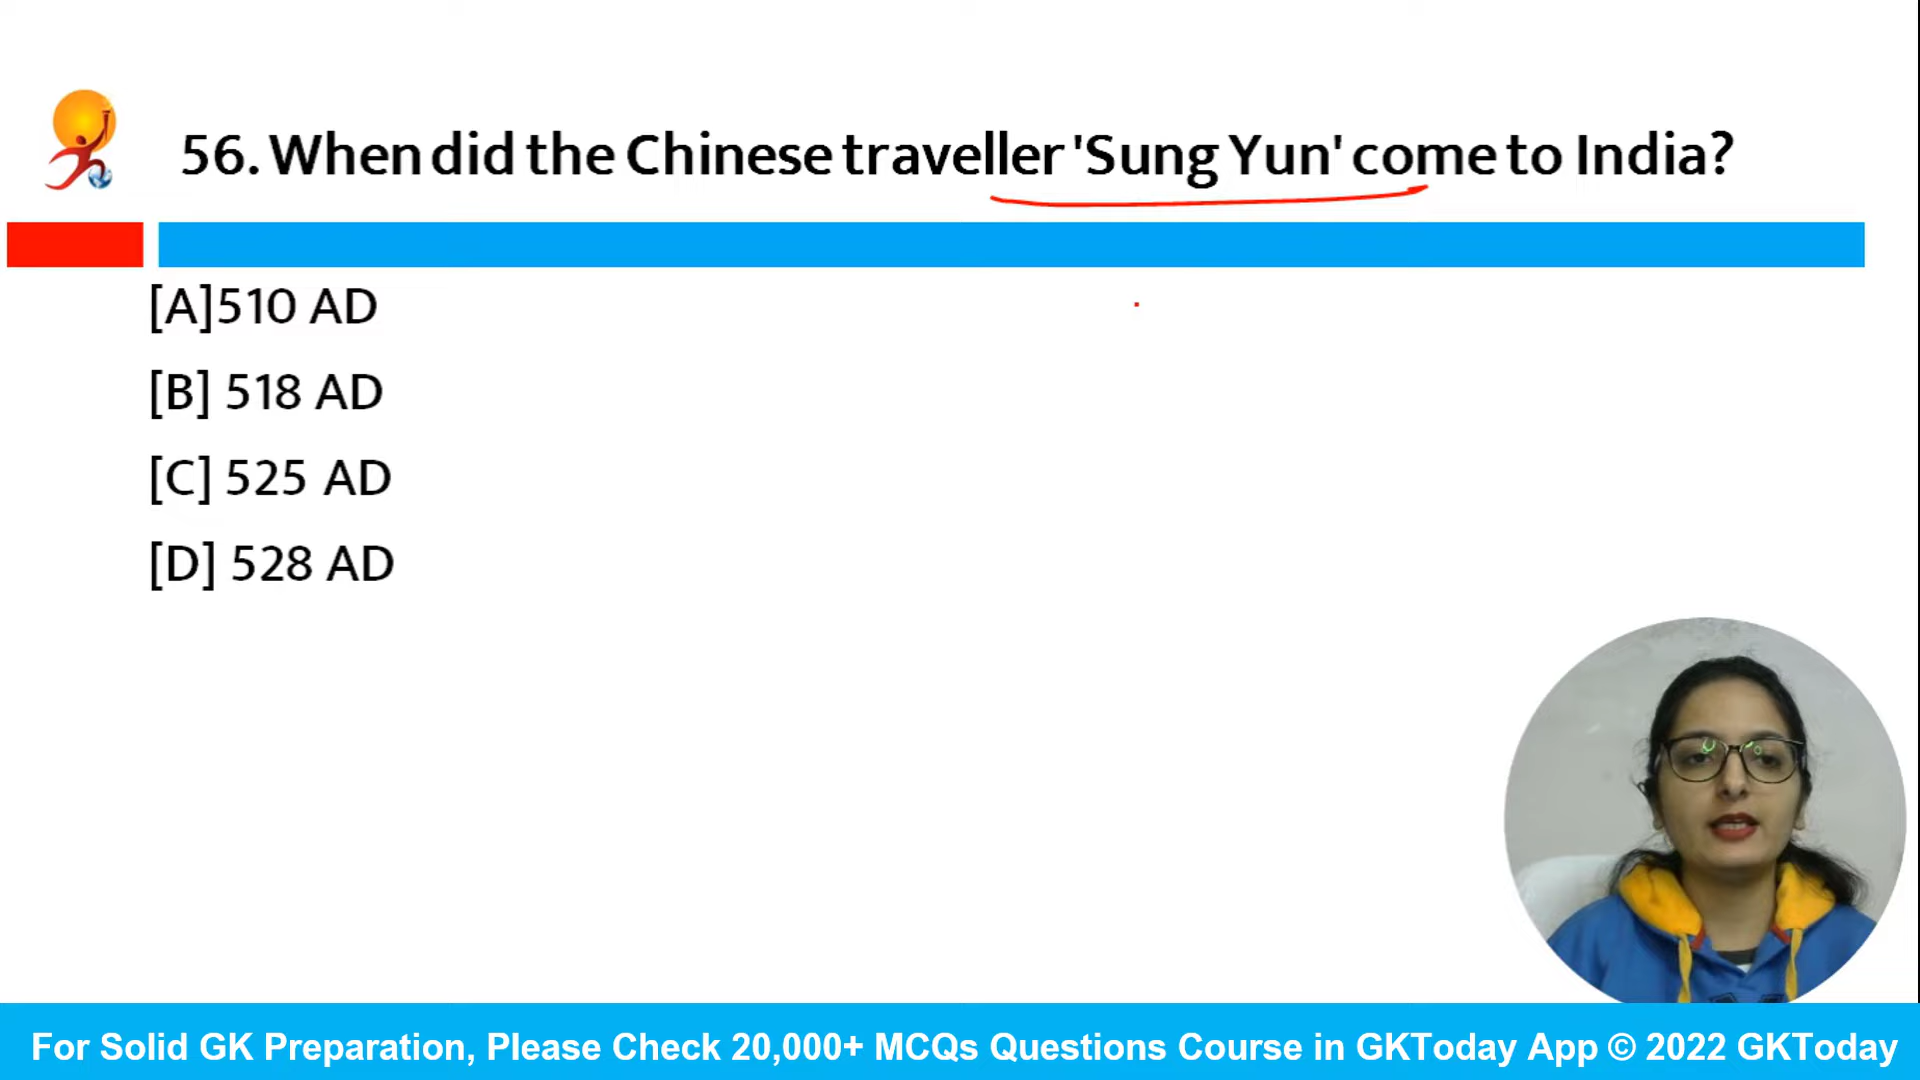 56. When did the Chinese traveller 'Sung Yun' come to India?
[A]510 AD
[B] 518 AD
[C] 525 AD
[D] 528 AD
For Solid GK Preparation, Please Check 20,000+ MCQs Questions Course in GKToday App © 2022 GKToday